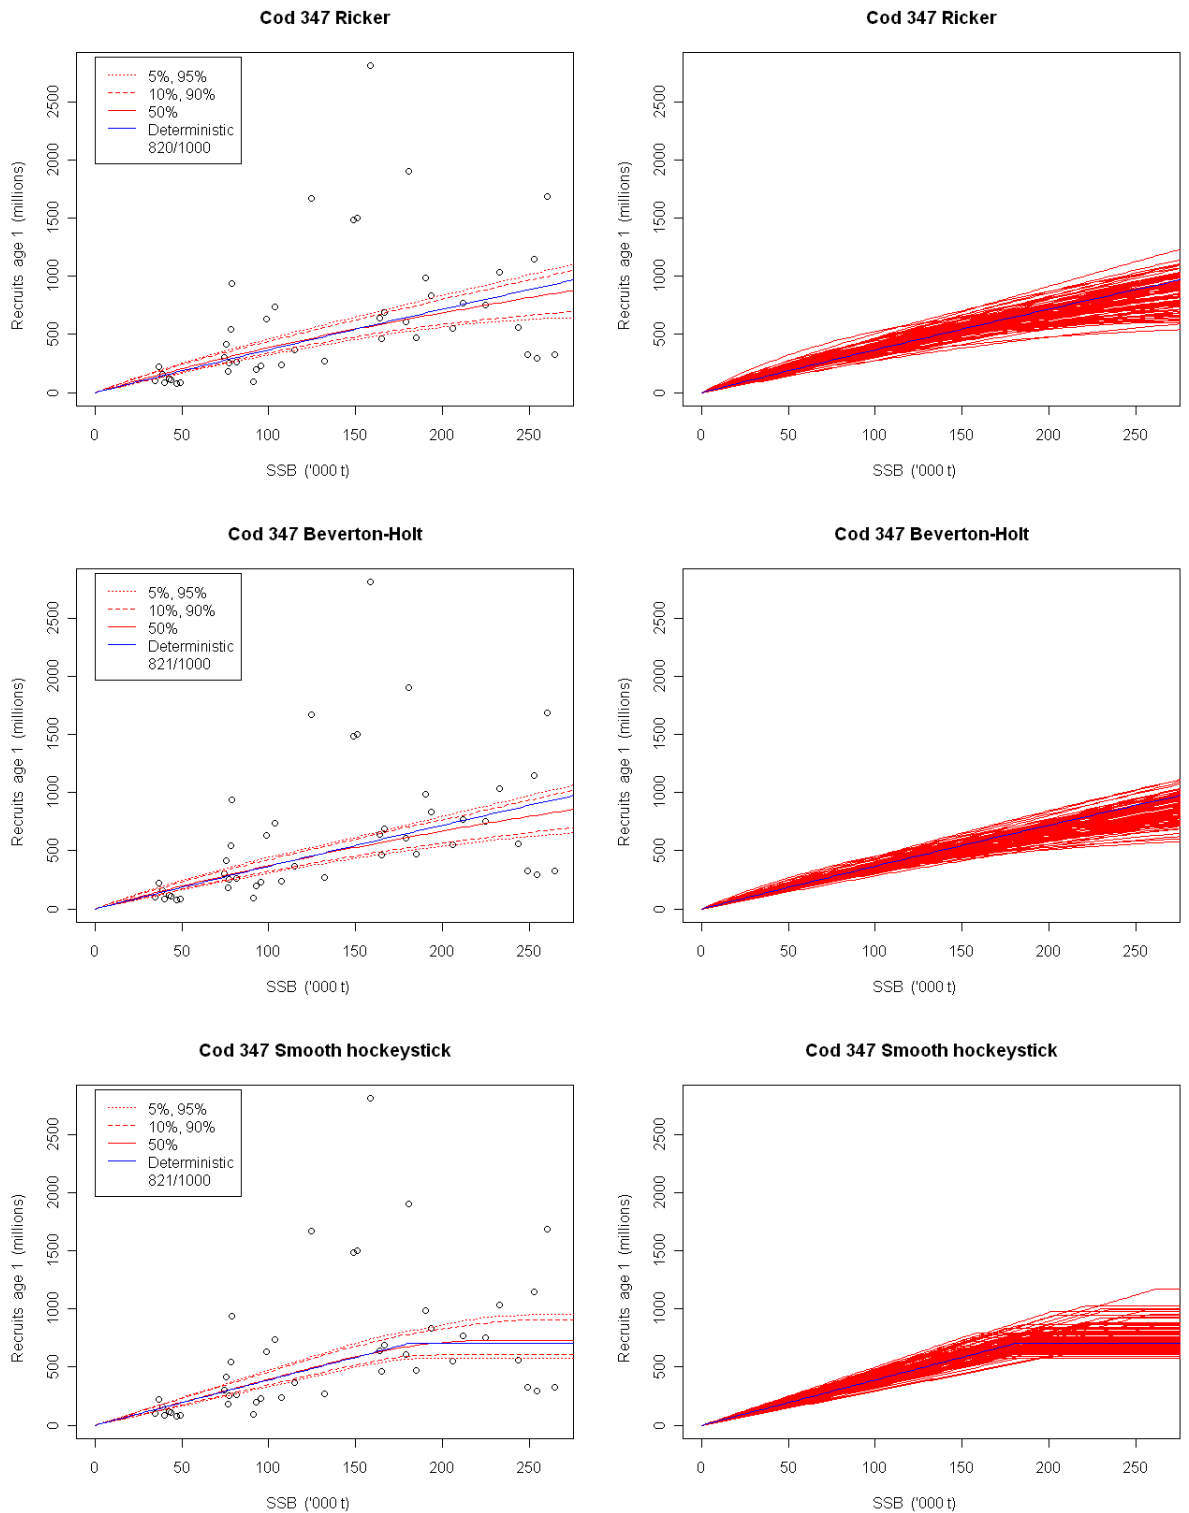 Cod 347 Ricker
5%, 95%
10%, 90%
50%
Deterministic
820/1000
Recruits age 1 (millions)
0
500
1000
1500
2000
2500
0 50 100 150 200 250
SSB ('000 t)
Cod 347 Ricker
Recruits age 1 (millions)
0
500
1000
1500
2000
2500
0 50 100 150 200 250
SSB ('000 t)
Cod 347 Beverton-Holt
5%, 95%
10%, 90%
50%
Deterministic
821/1000
Recruits age 1 (millions)
0
500
1000
1500
2000
2500
0 50 100 150 200 250
SSB ('000 t)
Cod 347 Beverton-Holt
Recruits age 1 (millions)
0
500
1000
1500
2000
2500
0 50 100 150 200 250
SSB ('000 t)
Cod 347 Smooth hockeystick
5%, 95%
10%, 90%
50%
Deterministic
821/1000
Recruits age 1 (millions)
0
500
1000
1500
2000
2500
0 50 100 150 200 250
SSB ('000 t)
Cod 347 Smooth hockeystick
Recruits age 1 (millions)
0
500
1000
1500
2000
2500
0 50 100 150 200 250
SSB ('000 t)